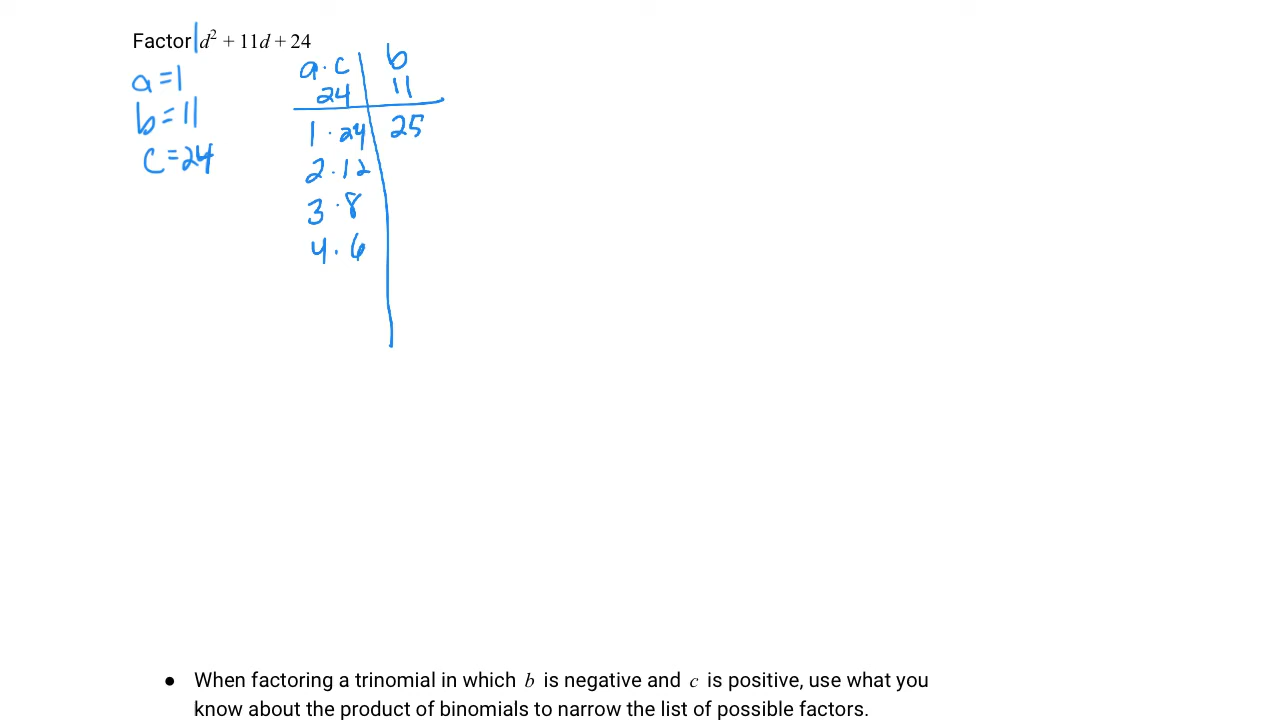 Factor d² + 11d + 24
a = 1
b = 11
c = 24
a · c b
24 11
1 · 24 25
2 · 12
3 · 8
4 · 6
● When factoring a trinomial in which b is negative and c is positive, use what you
know about the product of binomials to narrow the list of possible factors.